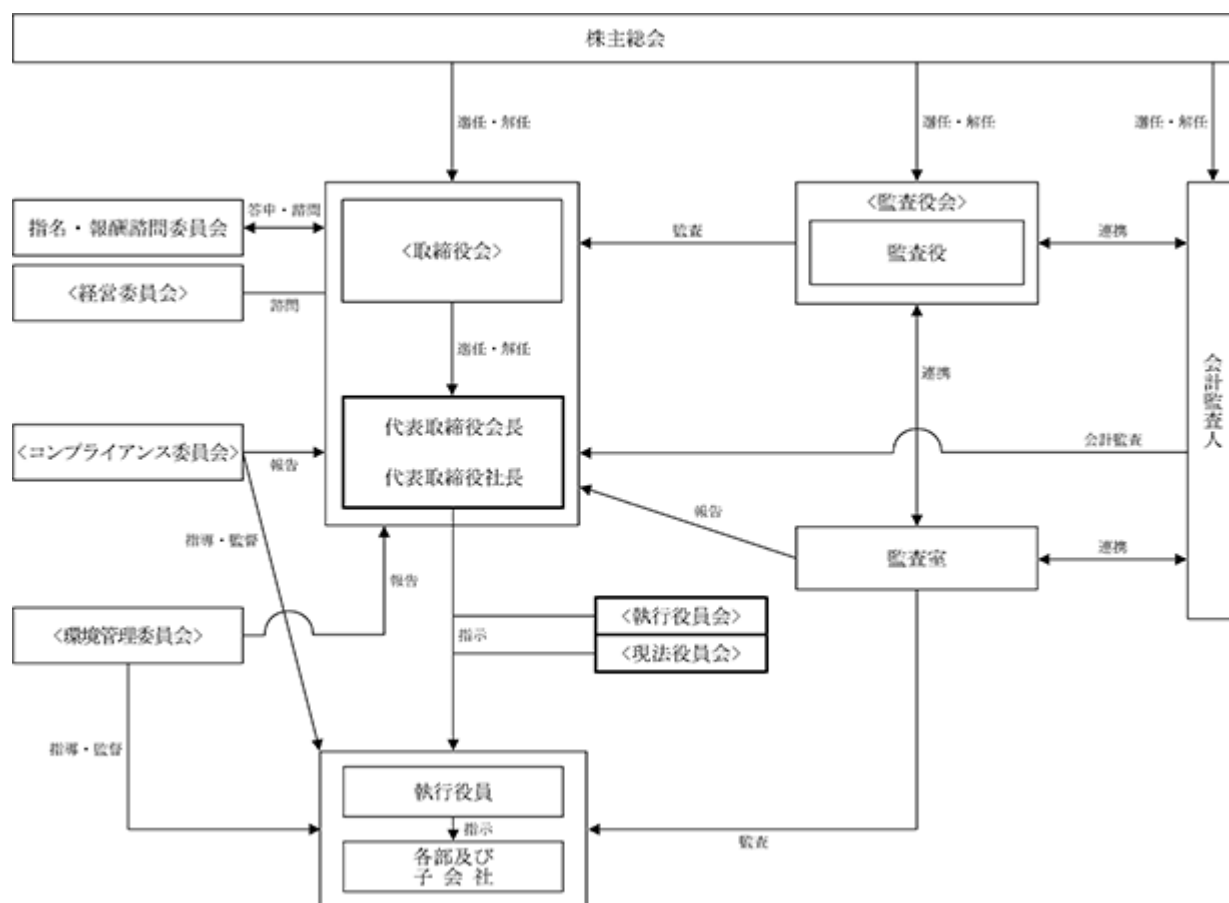 株主総会
選任・解任
選任・解任
選任・解任
指名・報酬諮問委員会
答申・諮問
<取締役会>
監査
<監査役会>
監査役
連携
<経営委員会>
諮問
選任・解任
連携
会計監査人
代表取締役会長
代表取締役社長
<コンプライアンス委員会>
報告
会計監査
報告
指導・監督
監査室
連携
報告
<環境管理委員会>
指示
<執行役員会>
<現法役員会>
指導・監督
執行役員
指示
監査
各部及び
子会社